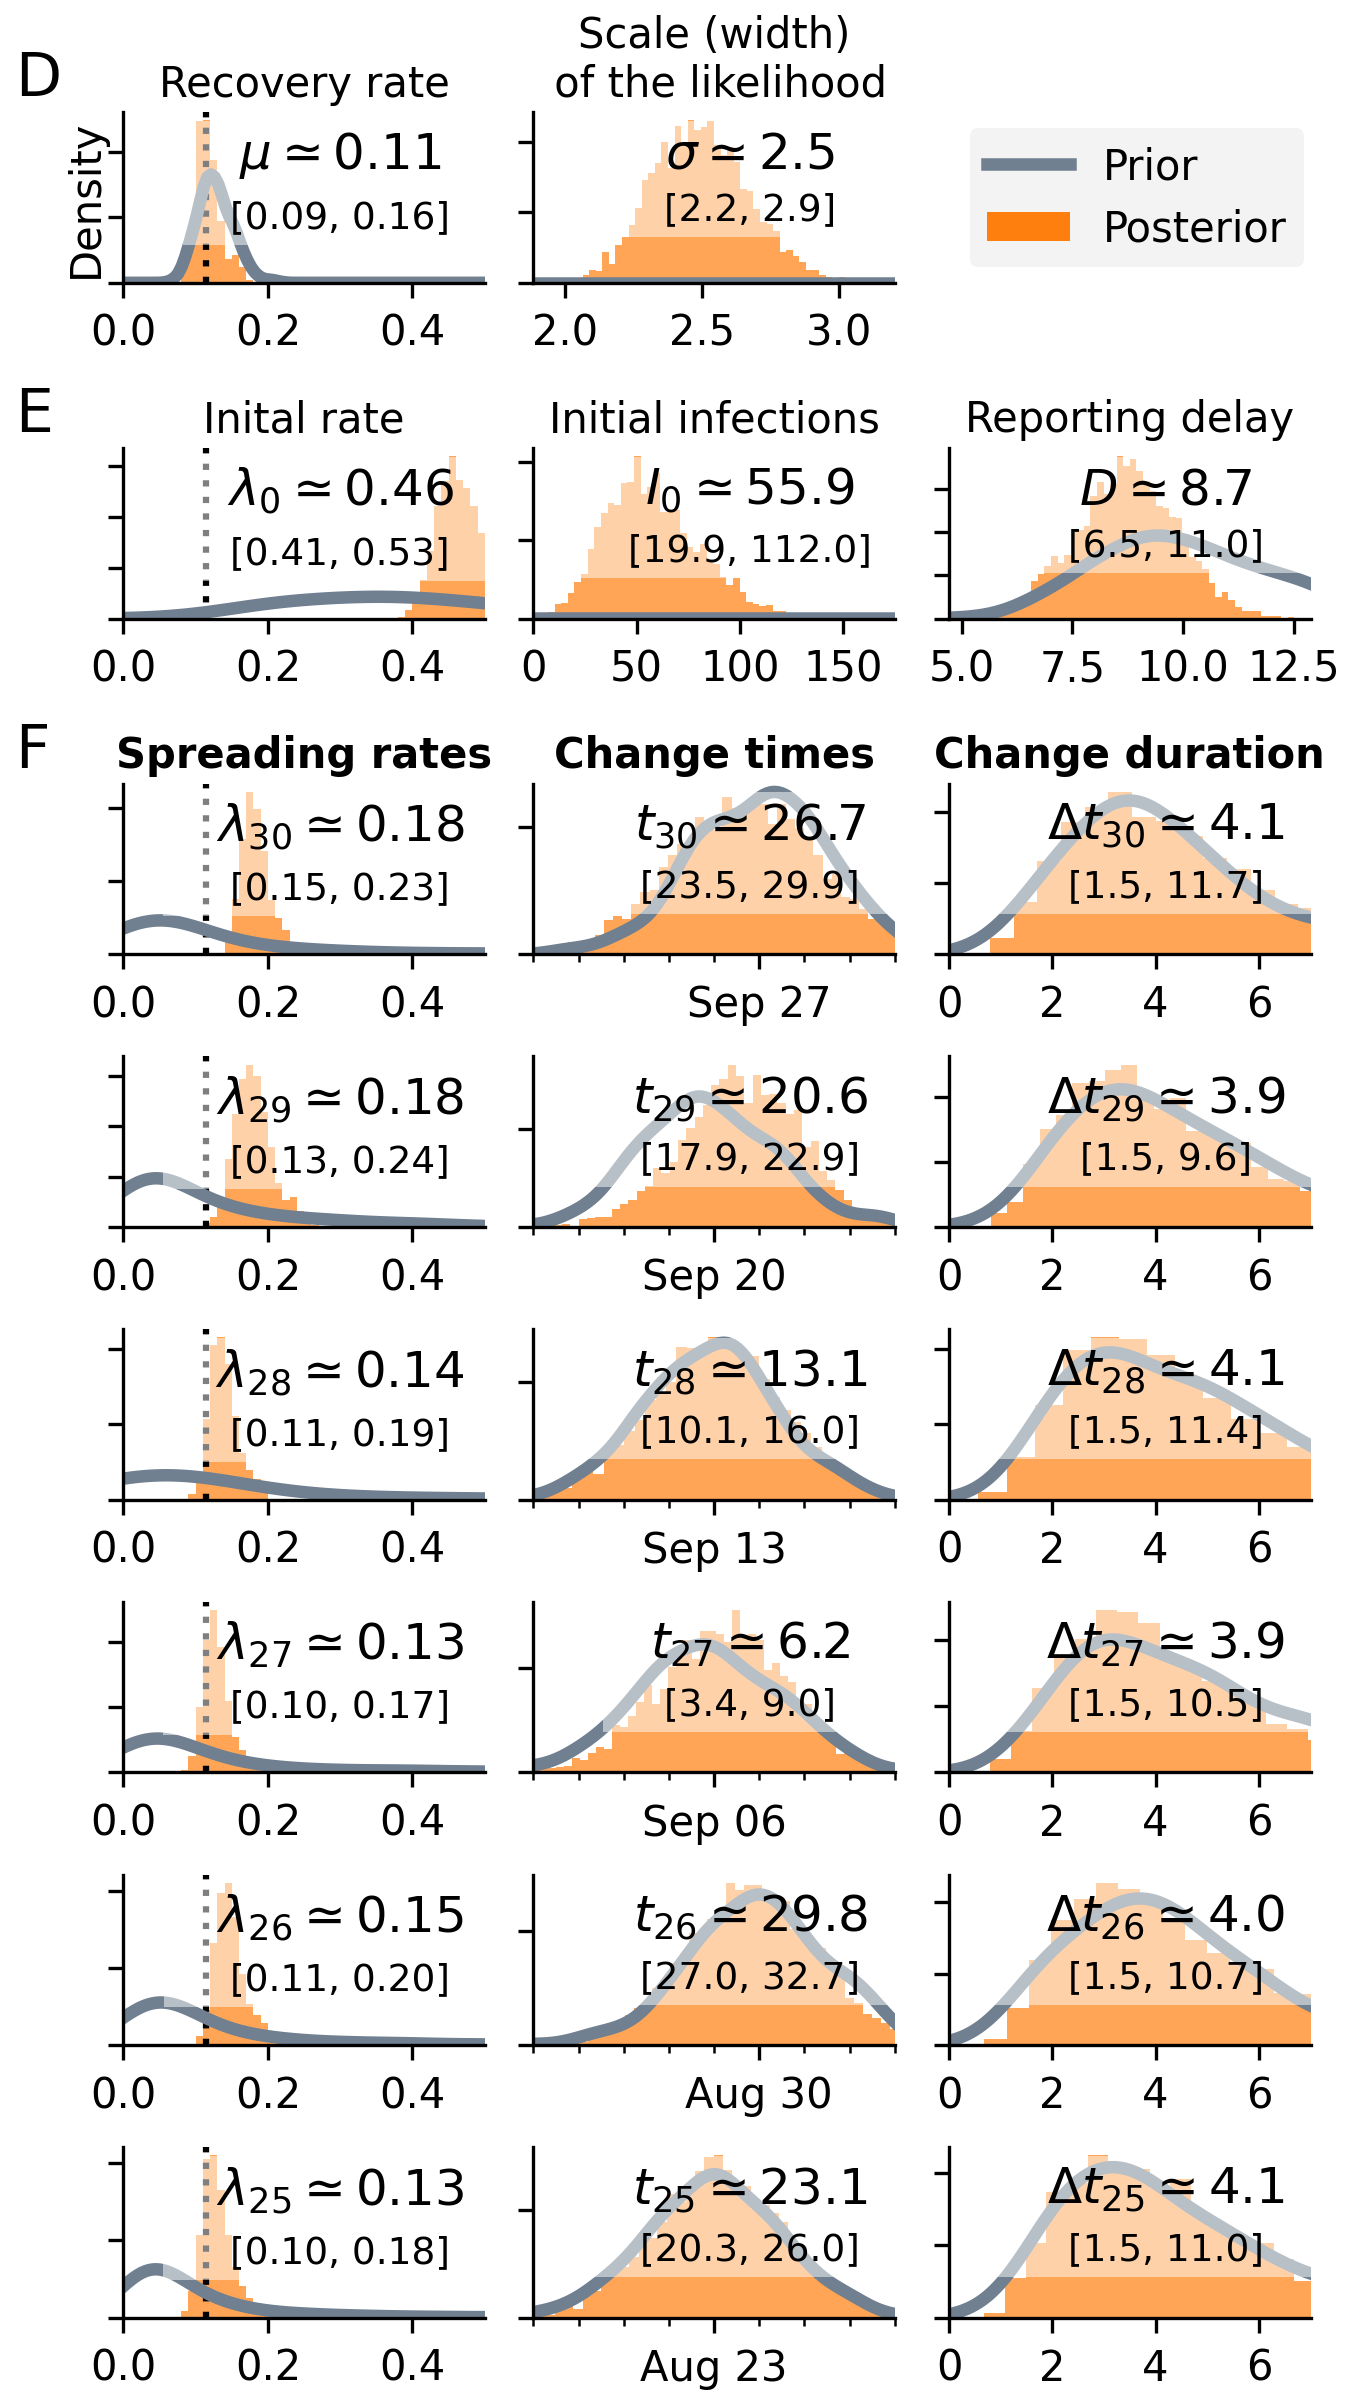 D
Recovery rate
Scale (width)
of the likelihood
Density
μ ≃ 0.11
[0.09, 0.16]
0.0 0.2 0.4
σ ≃ 2.5
[2.2, 2.9]
2.0 2.5 3.0
Prior
Posterior
E
Inital rate
λ0 ≃ 0.46
[0.41, 0.53]
0.0 0.2 0.4
Initial infections
I0 ≃ 55.9
[19.9, 112.0]
0 50 100 150
Reporting delay
D ≃ 8.7
[6.5, 11.0]
5.0 7.5 10.0 12.5
F
Spreading rates
Change times
Change duration
λ30 ≃ 0.18
[0.15, 0.23]
0.0 0.2 0.4
t30 ≃ 26.7
[23.5, 29.9]
Sep 27
Δt30 ≃ 4.1
[1.5, 11.7]
0 2 4 6
λ29 ≃ 0.18
[0.13, 0.24]
0.0 0.2 0.4
t29 ≃ 20.6
[17.9, 22.9]
Sep 20
Δt29 ≃ 3.9
[1.5, 9.6]
0 2 4 6
λ28 ≃ 0.14
[0.11, 0.19]
0.0 0.2 0.4
t28 ≃ 13.1
[10.1, 16.0]
Sep 13
Δt28 ≃ 4.1
[1.5, 11.4]
0 2 4 6
λ27 ≃ 0.13
[0.10, 0.17]
0.0 0.2 0.4
t27 ≃ 6.2
[3.4, 9.0]
Sep 06
Δt27 ≃ 3.9
[1.5, 10.5]
0 2 4 6
λ26 ≃ 0.15
[0.11, 0.20]
0.0 0.2 0.4
t26 ≃ 29.8
[27.0, 32.7]
Aug 30
Δt26 ≃ 4.0
[1.5, 10.7]
0 2 4 6
λ25 ≃ 0.13
[0.10, 0.18]
0.0 0.2 0.4
t25 ≃ 23.1
[20.3, 26.0]
Aug 23
Δt25 ≃ 4.1
[1.5, 11.0]
0 2 4 6